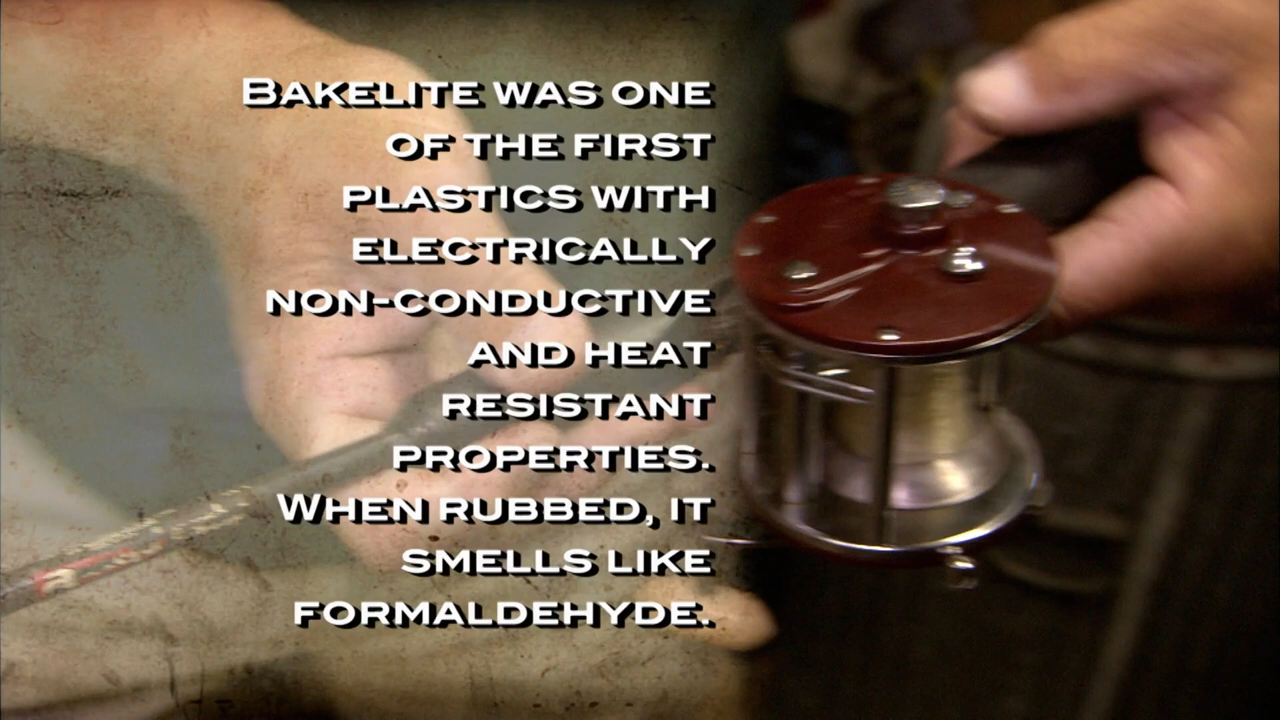 BAKELITE WAS ONE
OF THE FIRST
PLASTICS WITH
ELECTRICALLY
NON-CONDUCTIVE
AND HEAT
RESISTANT
PROPERTIES.
WHEN RUBBED, IT
SMELLS LIKE
FORMALDEHYDE.